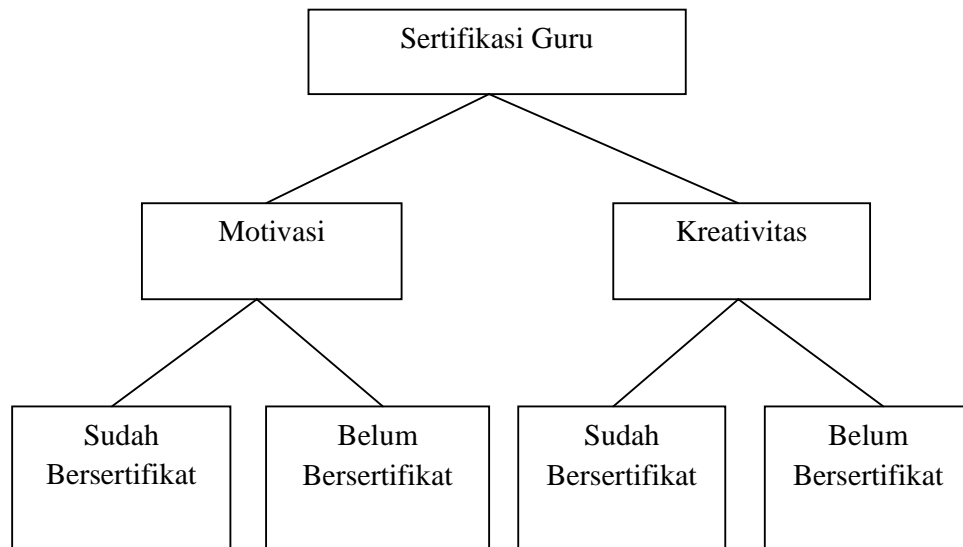 Sertifikasi Guru
Motivasi
Kreativitas
Sudah
Bersertifikat
Belum
Bersertifikat
Sudah
Bersertifikat
Belum
Bersertifikat